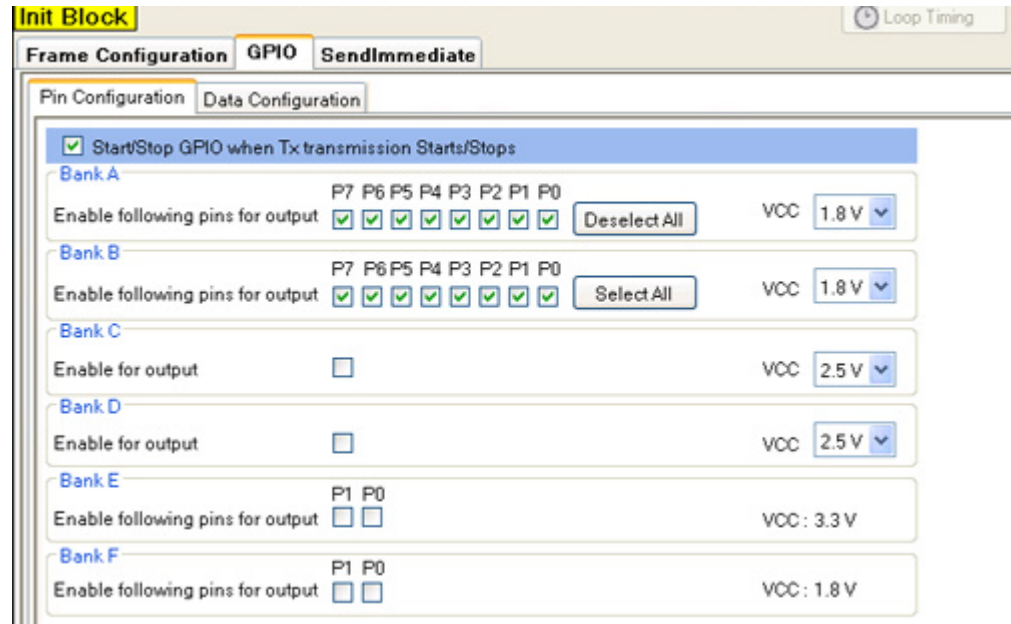 Init Block
Loop Timing
Frame Configuration GPIO SendImmediate
Pin Configuration Data Configuration
Start/Stop GPIO when Tx transmission Starts/Stops
Bank A
P7 P6 P5 P4 P3 P2 P1 P0
Enable following pins for output Deselect All VCC 1.8 V
Bank B
P7 P6 P5 P4 P3 P2 P1 P0
Enable following pins for output Select All VCC 1.8 V
Bank C
Enable for output VCC 2.5 V
Bank D
Enable for output VCC 2.5 V
Bank E
P1 P0
Enable following pins for output VCC : 3.3 V
Bank F
P1 P0
Enable following pins for output VCC : 1.8 V